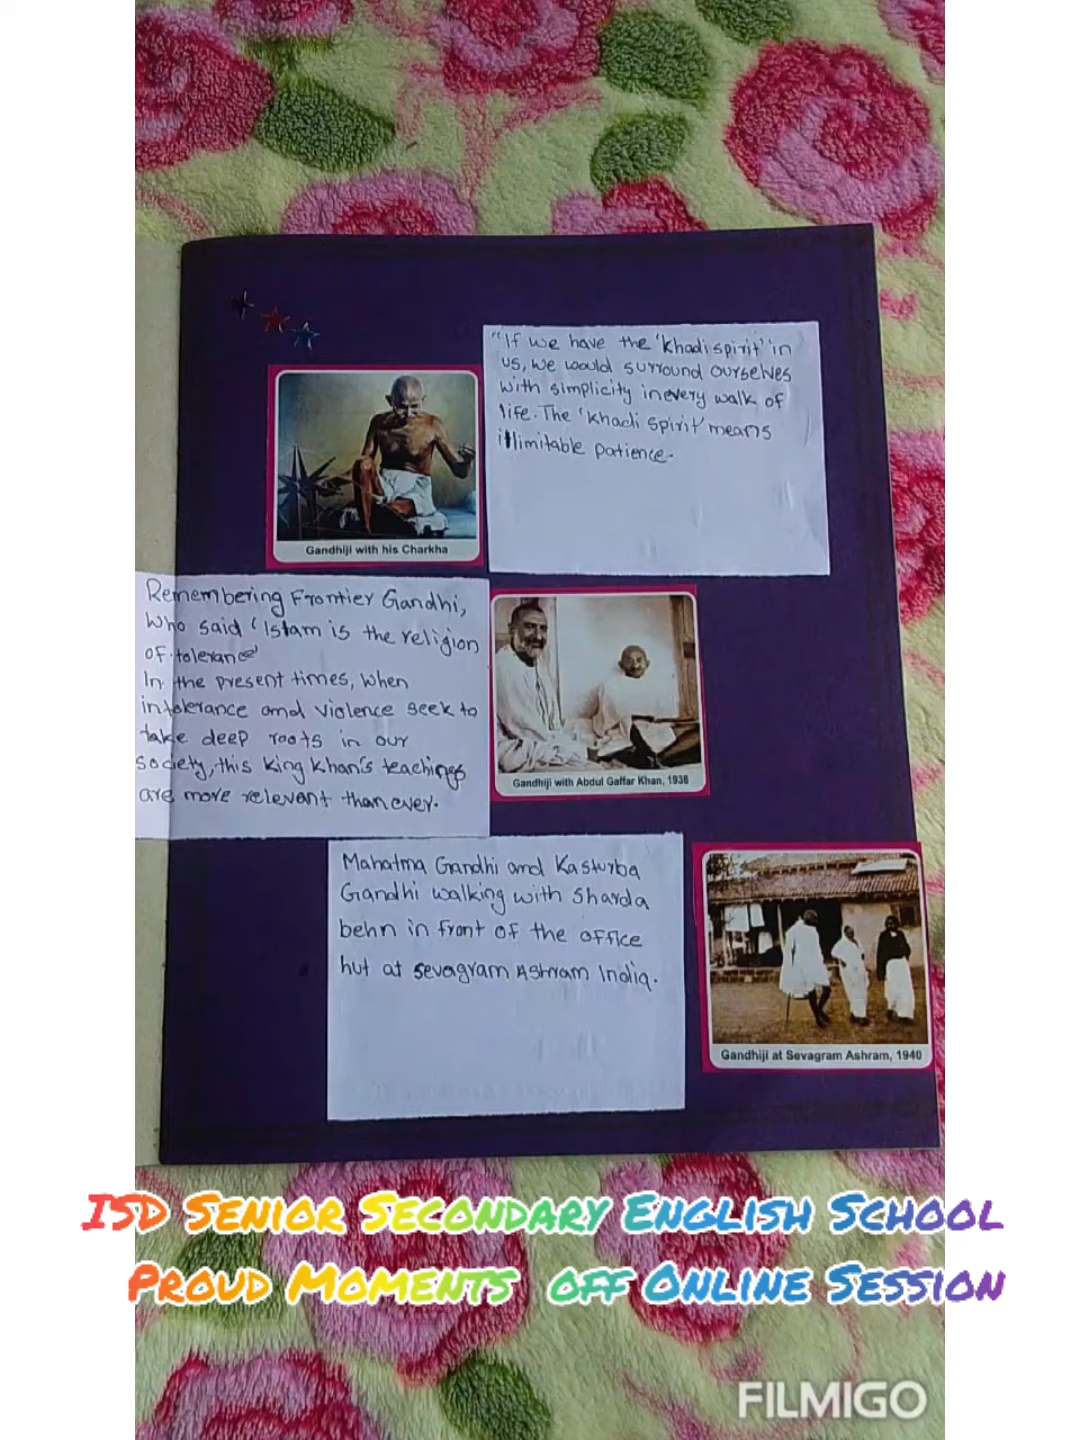 "If we have the 'khadi spirit' in
us, we would surround ourselves
with simplicity in every walk of
life. The 'khadi spirit' means
illimitable patience.
Gandhiji with his Charkha
Remembering Frontier Gandhi,
Who said 'Islam is the religion
of tolerance'
In the present times, when
intolerance and violence seek to
take deep roots in our
society, this King Khan's teachings
are more relevant than ever.
Gandhiji with Abdul Gaffar Khan, 1938
Mahatma Gandhi and Kasturba
Gandhi walking with Sharda
behn in front of the office
hut at Sevagram Ashram India.
Gandhiji at Sevagram Ashram, 1940
ISD Senior Secondary English School
Proud Moments off Online Session
FILMIGO